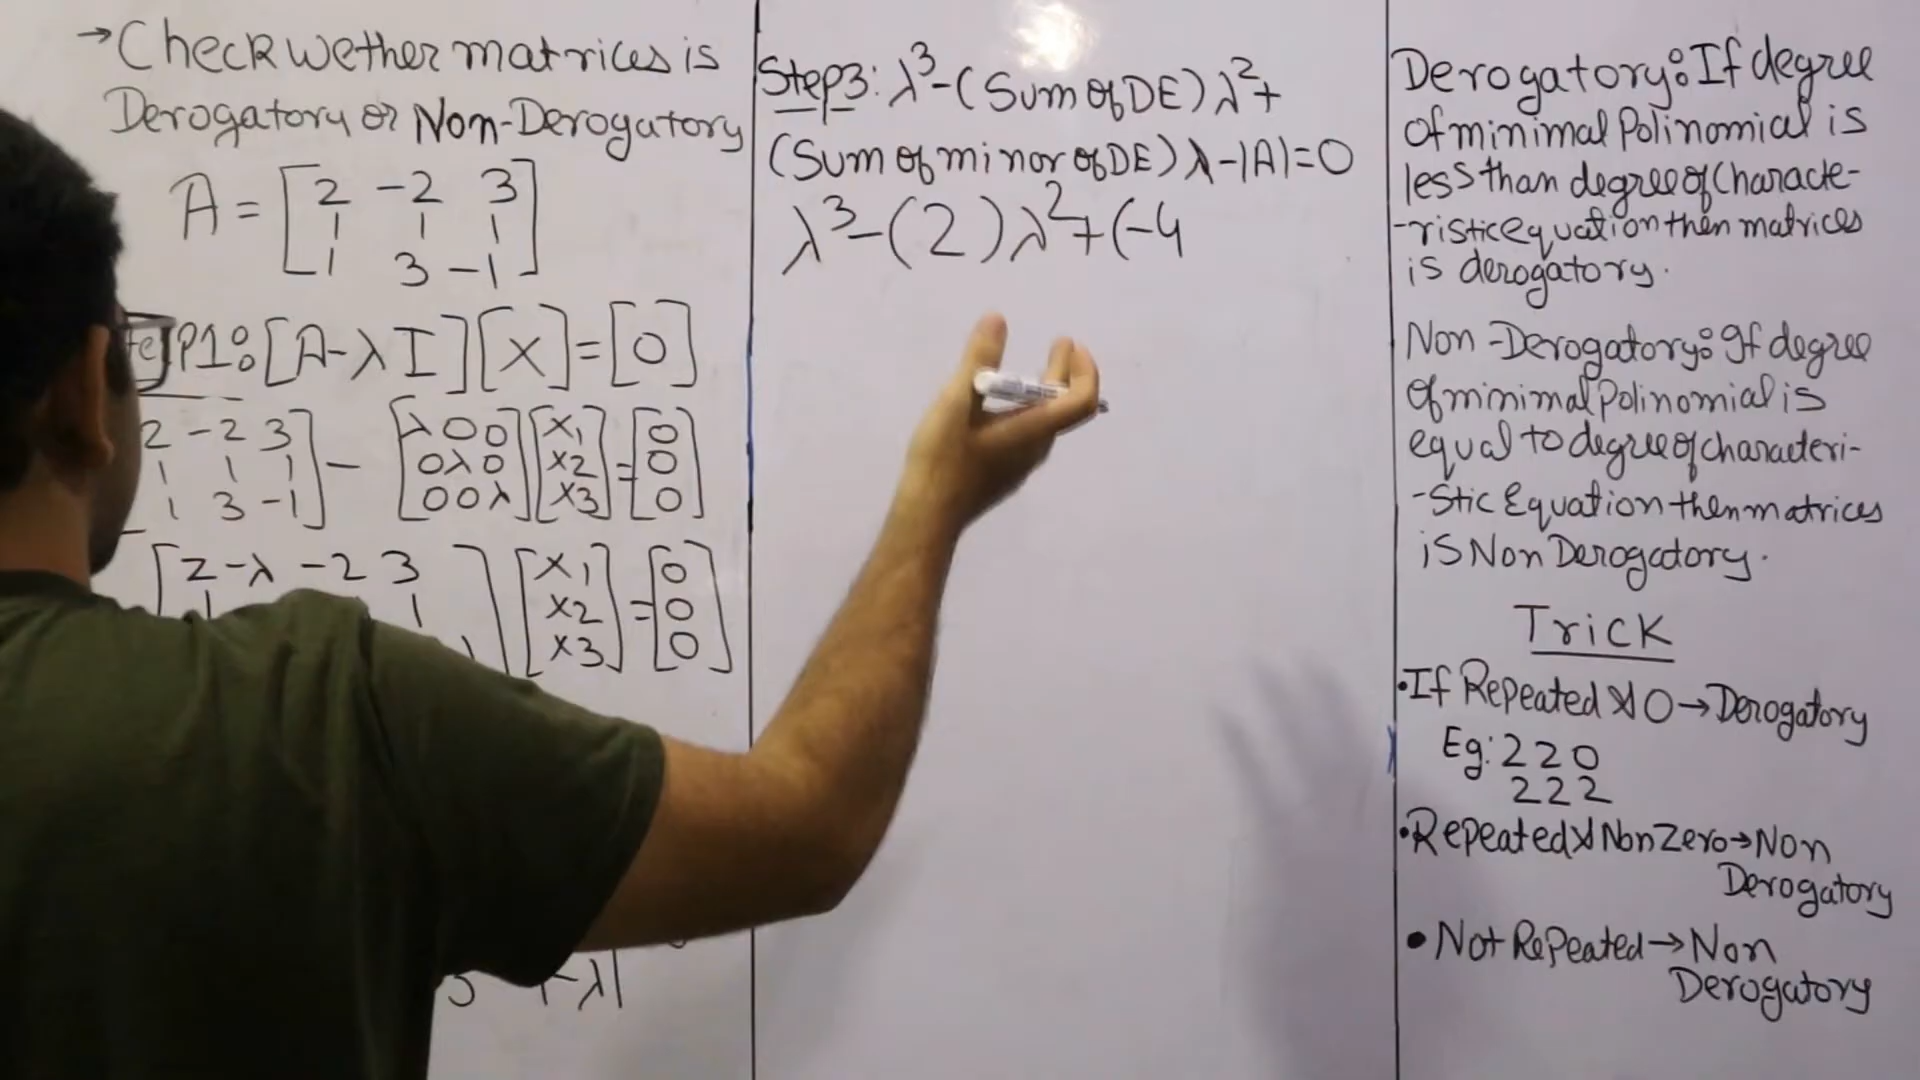 → Check wether matrices is
Derogatory or Non-Derogatory
A = [2 -2 3
1 1 1
1 3 -1]
teP1: [A-λI][X]=[0]
2 -2 3] - [λ 0 0][x1]=[0]
1 1 1 0 λ 0 x2 0
1 3 -1 0 0 λ x3 0
[2-λ -2 3][x1]=[0]
1 1 x2 0
x3 0
-λ|
Step3: λ³-(Sum of DE)λ²+
(Sum of minor of DE)λ-|A|=0
λ³-(2)λ²+(-4
Derogatory: If degree
of minimal Polinomial is
less than degree of Characte-
-ristic equation then matrices
is derogatory.
Non-Derogatory: If degree
of minimal Polinomial is
equal to degree of characteri-
-Stic Equation then matrices
is Non Derogatory.
Trick
•If Repeated & 0→Derogatory
Eg: 2 2 0
2 2 2
•Repeated & Non Zero→Non
Derogatory
• Not Repeated→Non
Derogatory